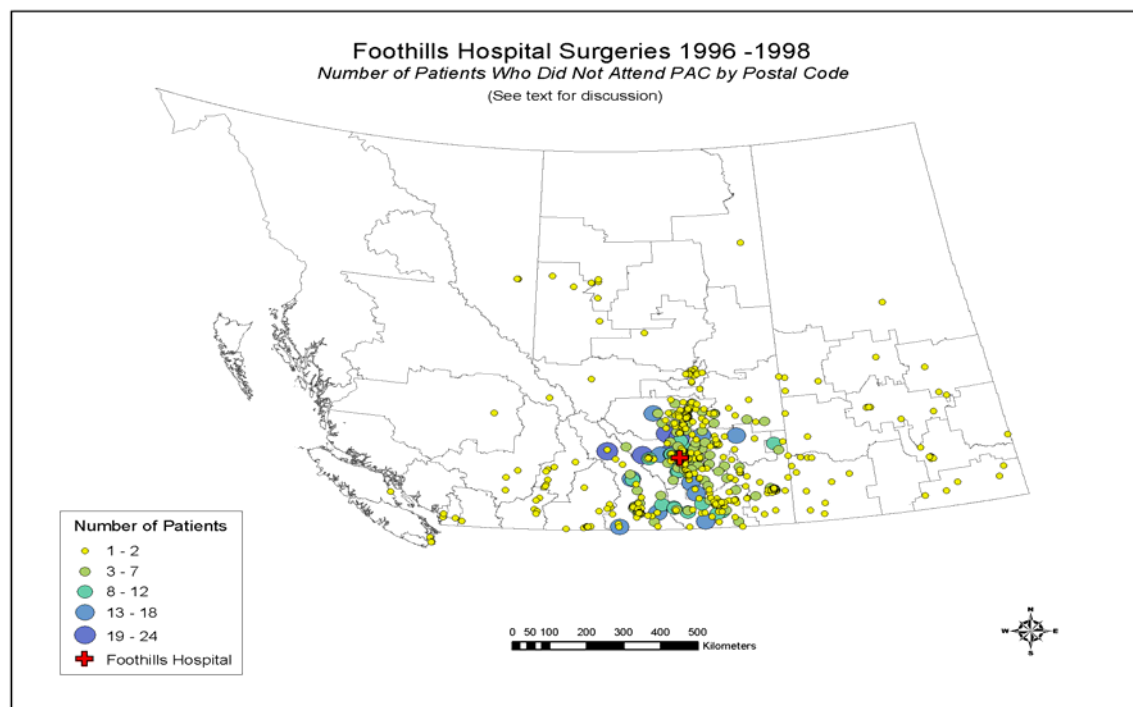 Foothills Hospital Surgeries 1996 -1998
Number of Patients Who Did Not Attend PAC by Postal Code
(See text for discussion)
Number of Patients
1 - 2
3 - 7
8 - 12
13 - 18
19 - 24
Foothills Hospital
0 50 100 200 300 400 500
Kilometers
N
W E
S